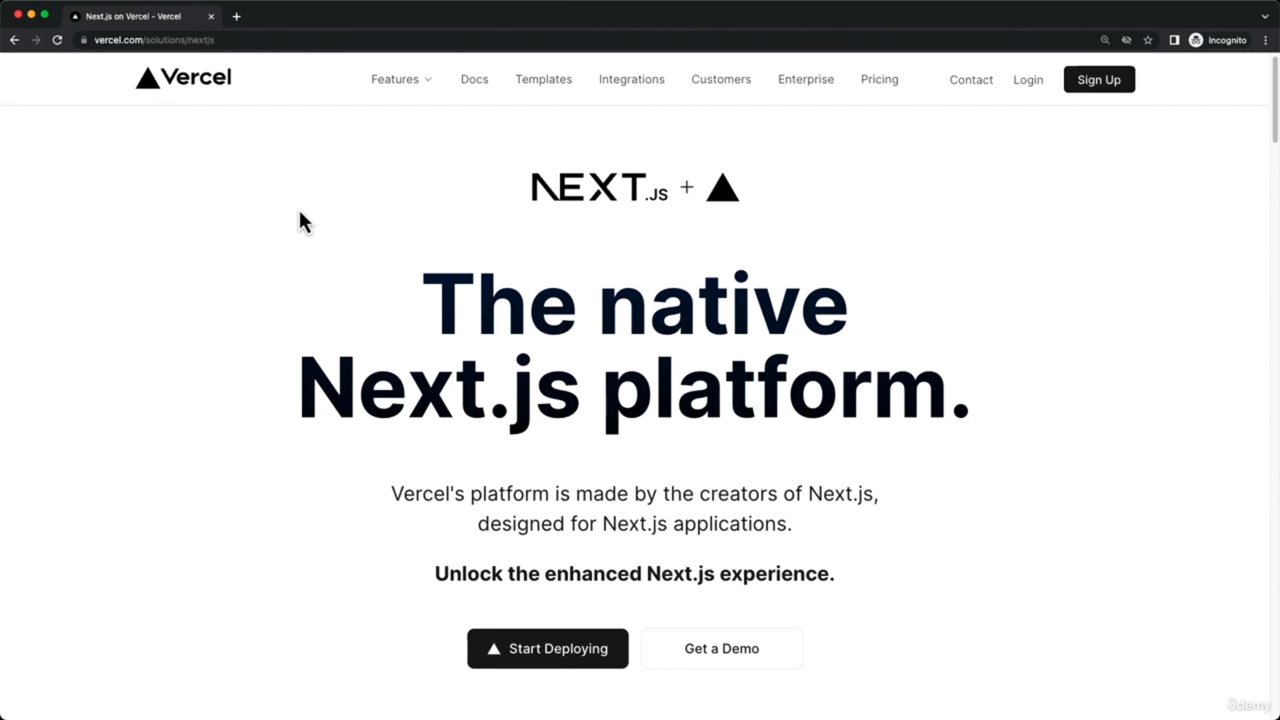 Next.js on Vercel - Vercel
vercel.com/solutions/nextjs
Incognito
Vercel
Features
Docs
Templates
Integrations
Customers
Enterprise
Pricing
Contact
Login
Sign Up
NEXT.JS +
The native
Next.js platform.
Vercel's platform is made by the creators of Next.js,
designed for Next.js applications.
Unlock the enhanced Next.js experience.
Start Deploying
Get a Demo
ûdemy